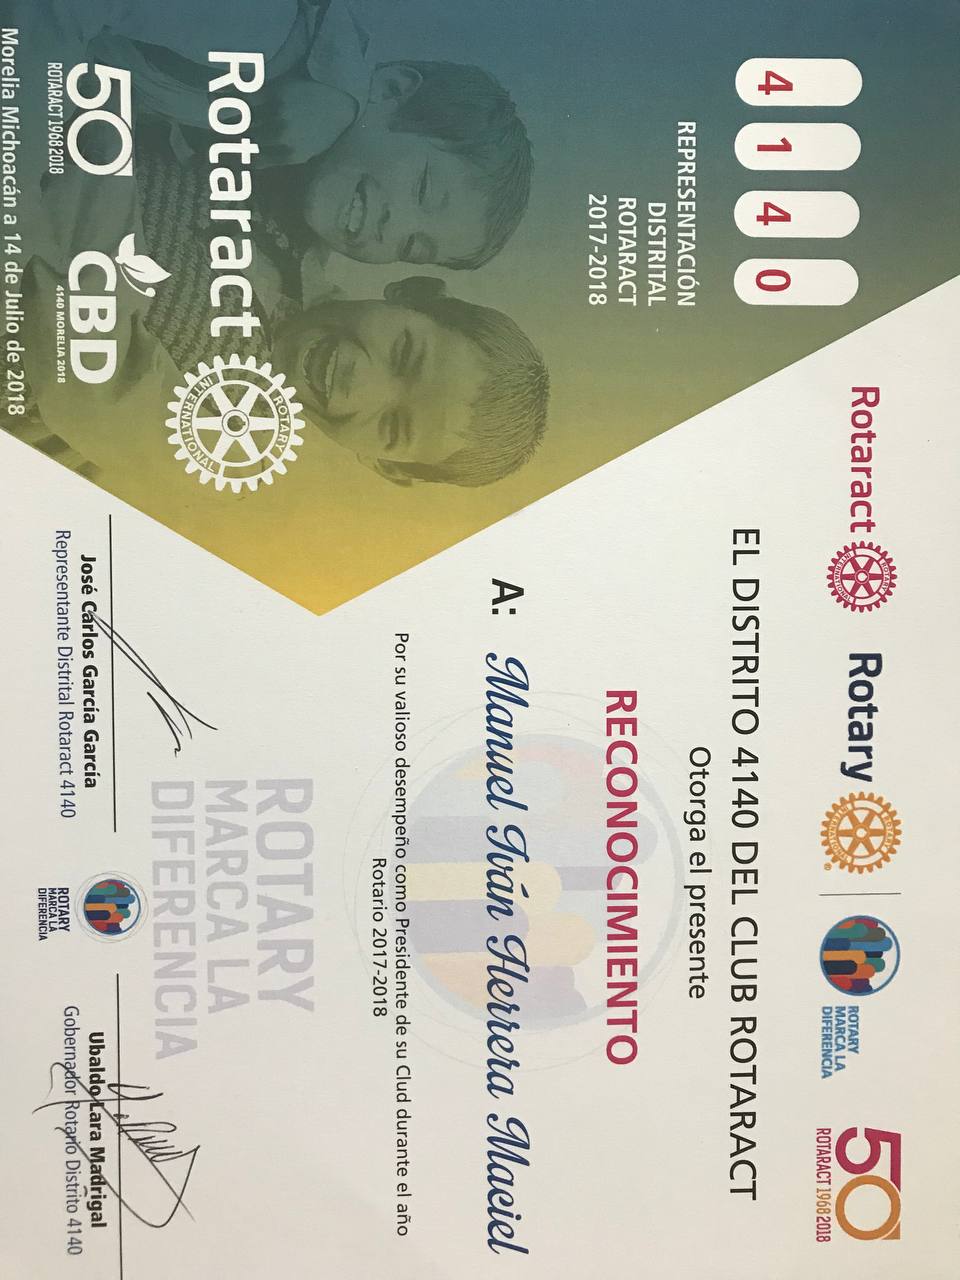 4140
REPRESENTACIÓN
DISTRITAL
ROTARACT
2017-2018
Rotaract
ROTARY
INTERNATIONAL
50
ROTARACT 1968 2018
CBD
4140 MORELIA 2018
Morelia Michoacán a 14 de Julio de 2018
Rotaract
ROTARY
INTERNATIONAL
Rotary
ROTARY
INTERNATIONAL
ROTARY
MARCA LA
DIFERENCIA
50
ROTARACT 1968 2018
EL DISTRITO 4140 DEL CLUB ROTARACT
Otorga el presente
RECONOCIMIENTO
A: Manuel Iván Herrera Maciel
Por su valioso desempeño como Presidente de su Clud durante el año
Rotario 2017-2018
ROTARY
MARCA LA
DIFERENCIA
José Carlos García García
Representante Distrital Rotaract 4140
ROTARY
MARCA LA
DIFERENCIA
Ubaldo Lara Madrigal
Gobernador Rotario Distrito 4140